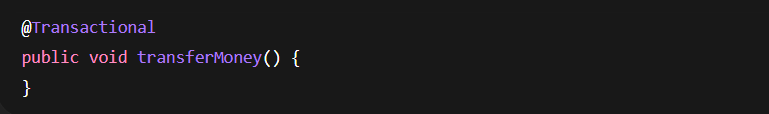 @Transactional
public void transferMoney() {
}